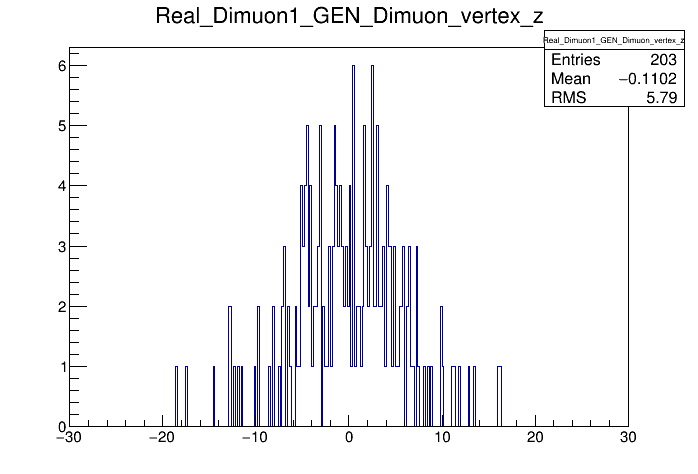 Real_Dimuon1_GEN_Dimuon_vertex_z
Real_Dimuon1_GEN_Dimuon_vertex_z
Entries 203
Mean −0.1102
RMS 5.79
6
5
4
3
2
1
0
−30 −20 −10 0 10 20 30